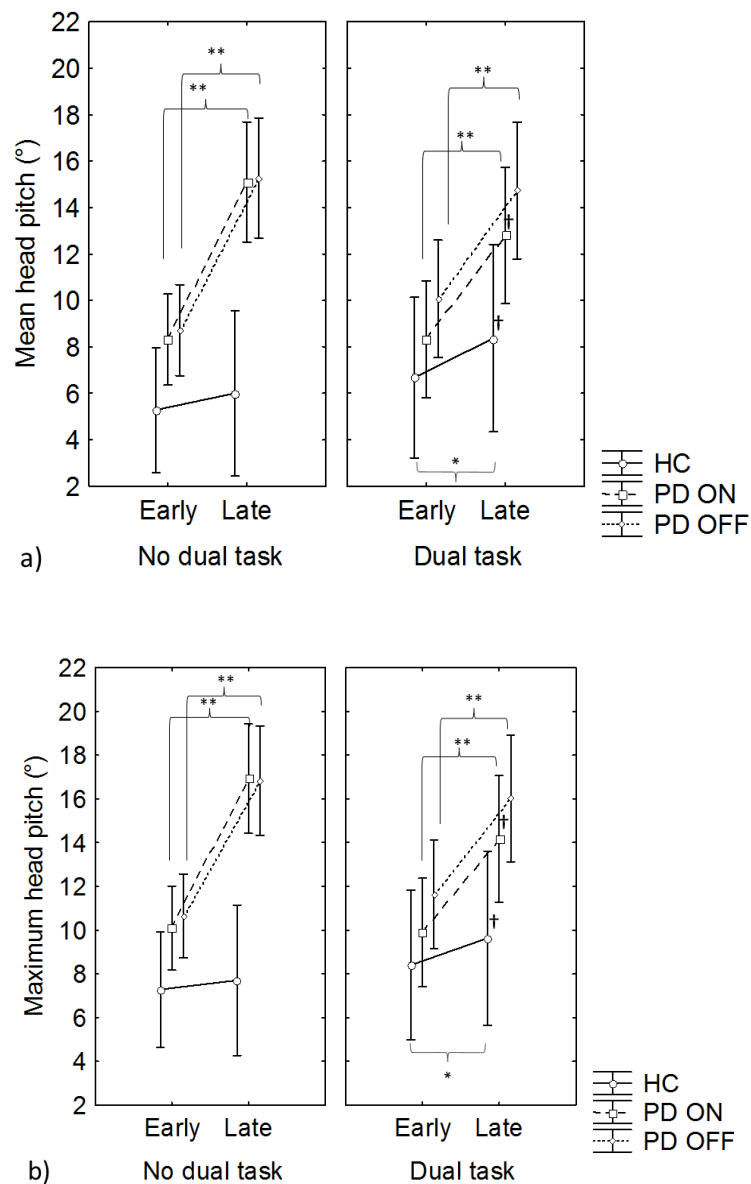 22
20
18
16
14
12
10
8
6
4
2
Mean head pitch (°)
**
**
**
**
†
†
*
Early Late
Early Late
No dual task
Dual task
HC
PD ON
PD OFF
a)
22
20
18
16
14
12
10
8
6
4
2
Maximum head pitch (°)
**
**
**
**
†
†
*
Early Late
Early Late
No dual task
Dual task
HC
PD ON
PD OFF
b)